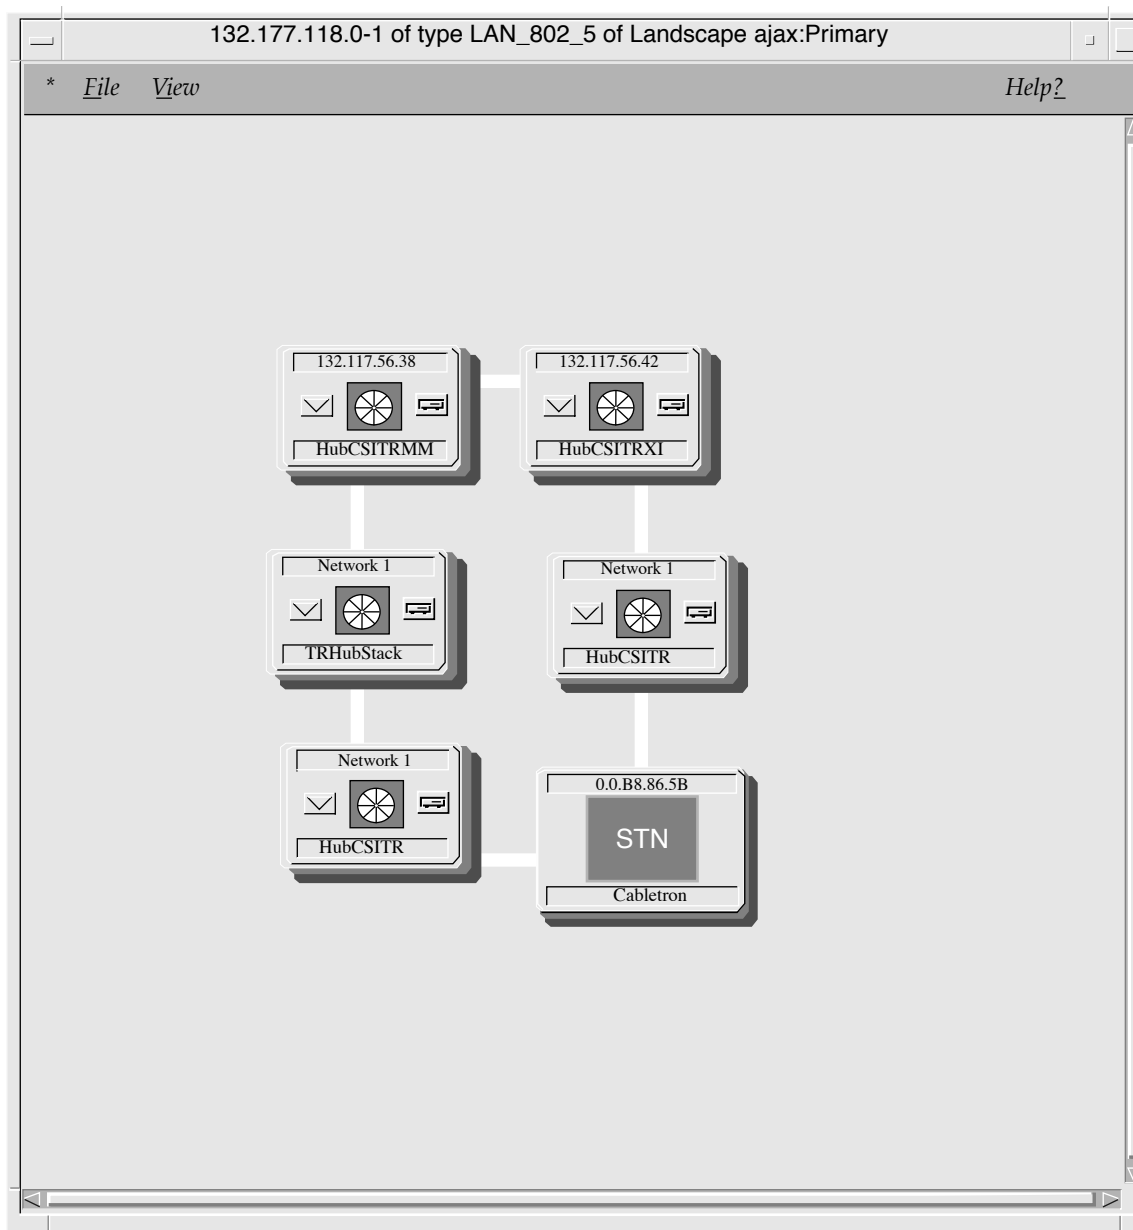 132.177.118.0-1 of type LAN_802_5 of Landscape ajax:Primary
* File View Help?
132.117.56.38 132.117.56.42
HubCSITRMM HubCSITRXI
Network 1 Network 1
TRHubStack HubCSITR
Network 1
HubCSITR
0.0.B8.86.5B
STN
Cabletron